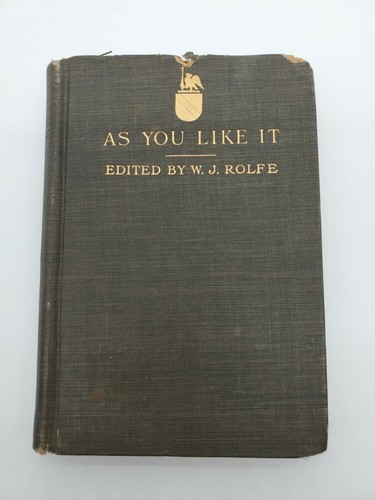 AS YOU LIKE IT
EDITED BY W. J. ROLFE